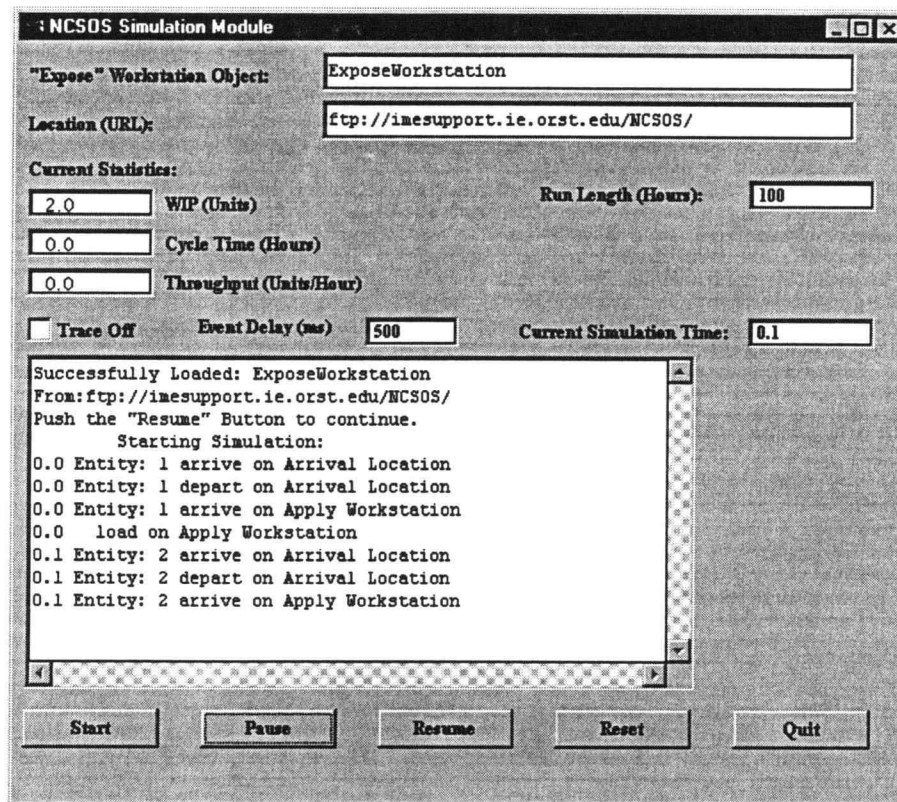 NCSOS Simulation Module
"Expose" Workstation Object: ExposeWorkstation
Location (URL): ftp://imesupport.ie.orst.edu/NCSOS/
Current Statistics:
2.0 WIP (Units) Run Length (Hours): 100
0.0 Cycle Time (Hours)
0.0 Throughput (Units/Hour)
Trace Off Event Delay (ms) 500 Current Simulation Time: 0.1
Successfully Loaded: ExposeWorkstation
From:ftp://imesupport.ie.orst.edu/NCSOS/
Push the "Resume" Button to continue.
Starting Simulation:
0.0 Entity: 1 arrive on Arrival Location
0.0 Entity: 1 depart on Arrival Location
0.0 Entity: 1 arrive on Apply Workstation
0.0 load on Apply Workstation
0.1 Entity: 2 arrive on Arrival Location
0.1 Entity: 2 depart on Arrival Location
0.1 Entity: 2 arrive on Apply Workstation
Start Pause Resume Reset Quit